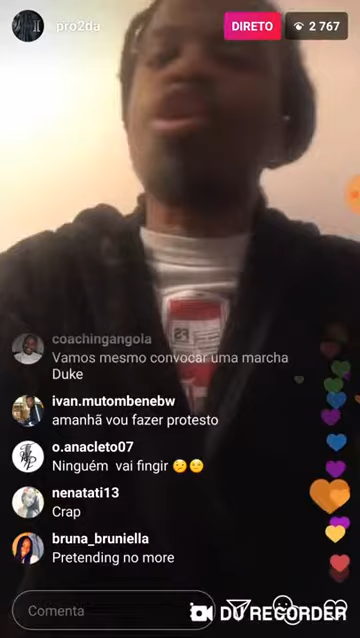 pro2da
DIRETO
2 767
coachingangola
Vamos mesmo convocar uma marcha
Duke
ivan.mutombenebw
amanhã vou fazer protesto
o.anacleto07
Ninguém vai fingir 😕😕
nenatati13
Crap
bruna_bruniella
Pretending no more
Comenta
DU RECORDER